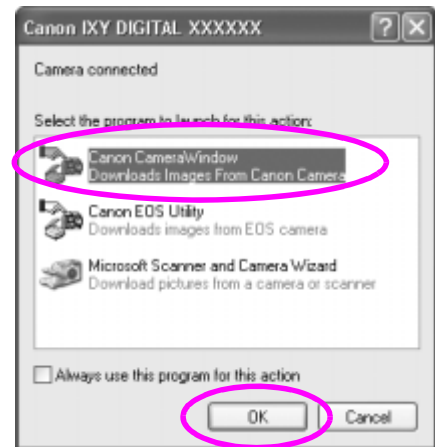 Canon IXY DIGITAL XXXXXX
Camera connected
Select the program to launch for this action:
Canon CameraWindow
Downloads Images From Canon Camera
Canon EOS Utility
Downloads images from EOS camera
Microsoft Scanner and Camera Wizard
Download pictures from a camera or scanner
Always use this program for this action
OK
Cancel